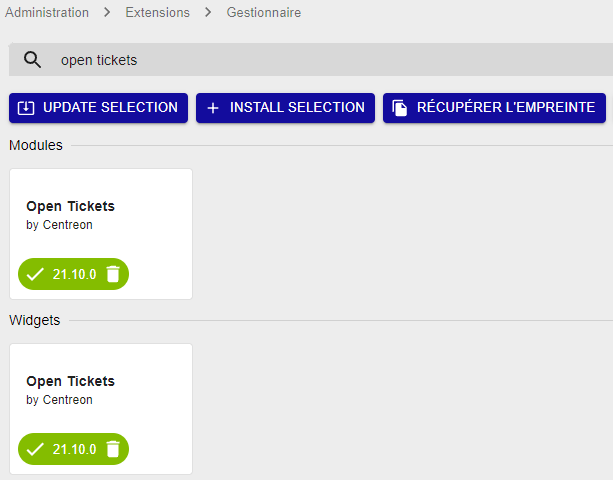 Administration > Extensions > Gestionnaire
open tickets
UPDATE SELECTION INSTALL SELECTION RÉCUPÉRER L'EMPREINTE
Modules
Open Tickets
by Centreon
21.10.0
Widgets
Open Tickets
by Centreon
21.10.0